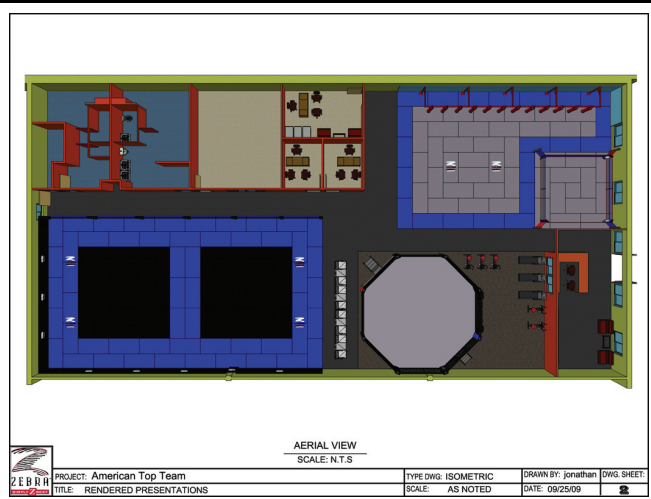 AERIAL VIEW
SCALE: N.T.S
ZEBRA
PROJECT: American Top Team
TITLE: RENDERED PRESENTATIONS
TYPE DWG: ISOMETRIC
SCALE: AS NOTED
DRAWN BY: jonathan
DATE: 09/25/09
DWG. SHEET:
2